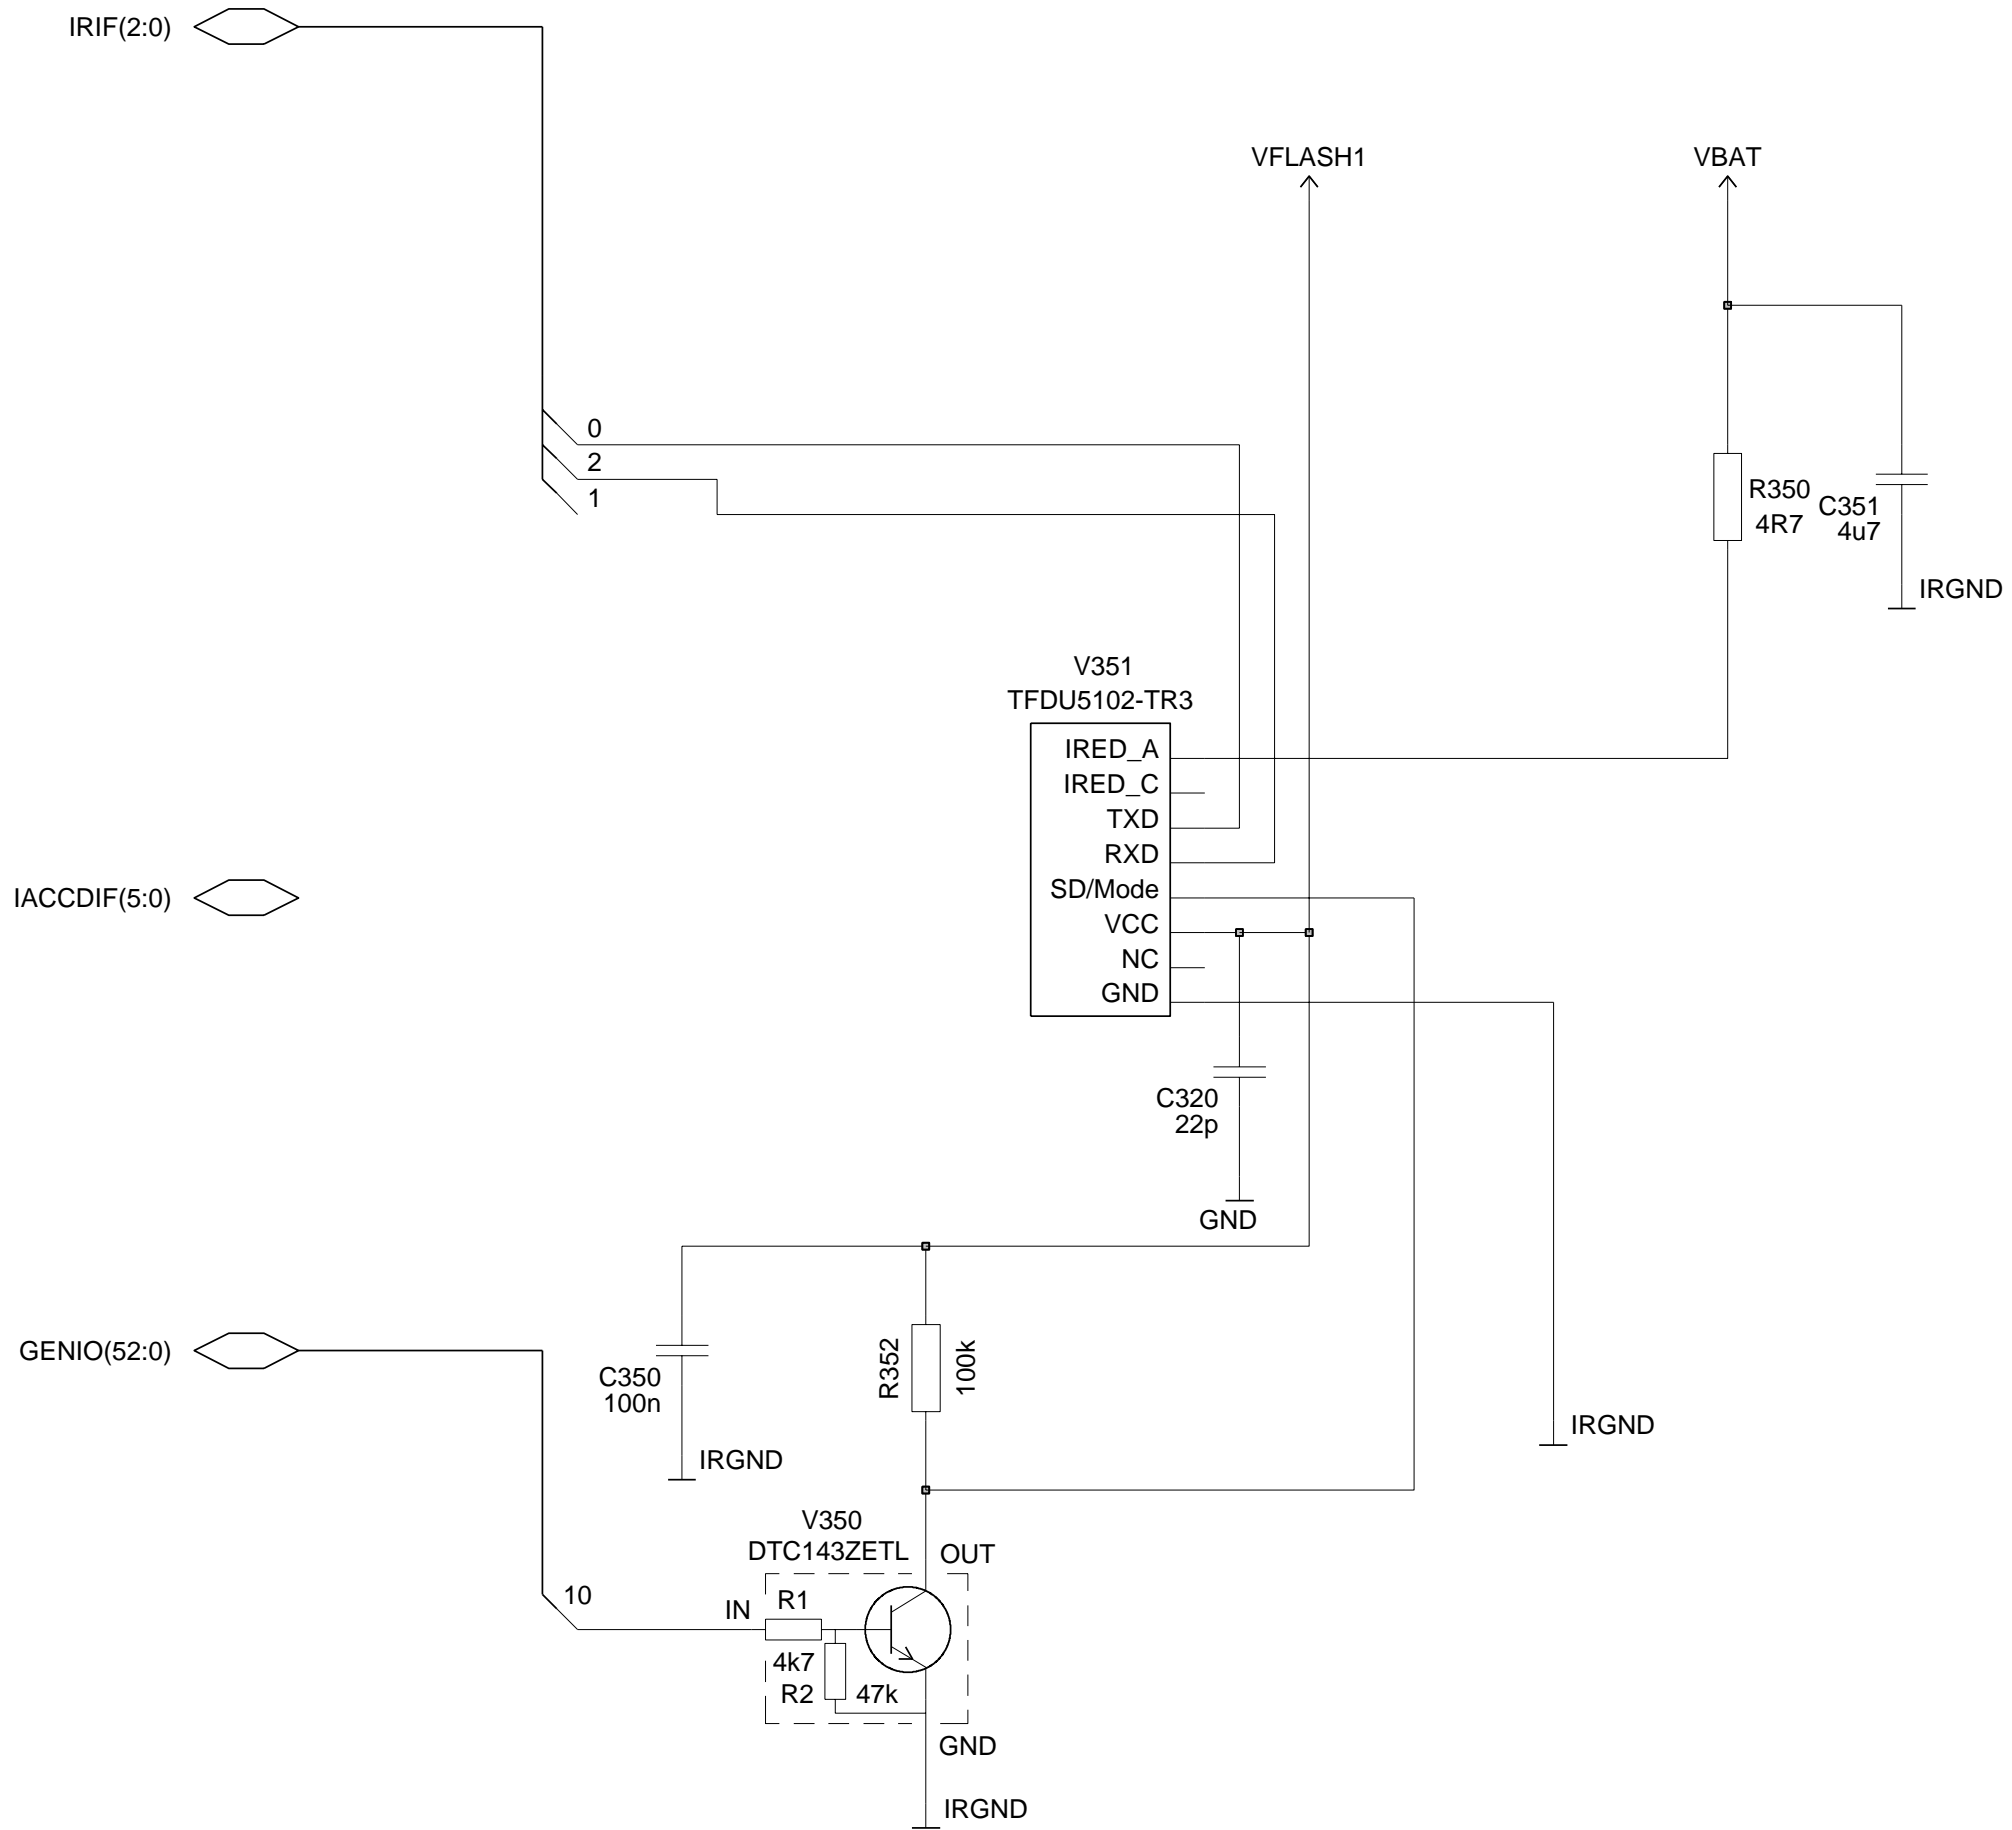 IRIF(2:0)
VFLASH1
VBAT
0
2
1
R350
4R7
C351
4u7
IRGND
V351
TFDU5102-TR3
IRED_A
IRED_C
TXD
RXD
SD/Mode
VCC
NC
GND
IACCDIF(5:0)
C320
22p
GND
GENIO(52:0)
C350
100n
IRGND
R352
100k
IRGND
V350
DTC143ZETL
OUT
10
IN
R1
4k7
R2
47k
GND
IRGND